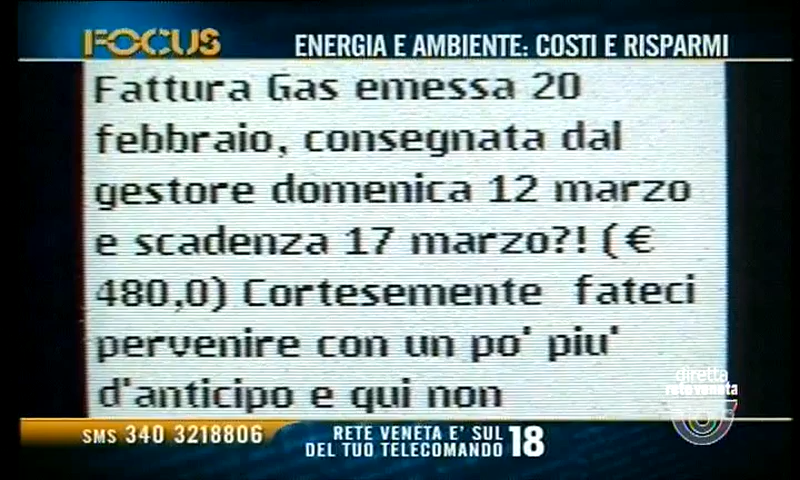 FOCUS
ENERGIA E AMBIENTE: COSTI E RISPARMI
Fattura Gas emessa 20
febbraio, consegnata dal
gestore domenica 12 marzo
e scadenza 17 marzo?! (€
480,0) Cortesemente fateci
pervenire con un po' piu'
d'anticipo e qui non
diretta
rete veneta
SMS 340 3218806
RETE VENETA E' SUL
DEL TUO TELECOMANDO 18